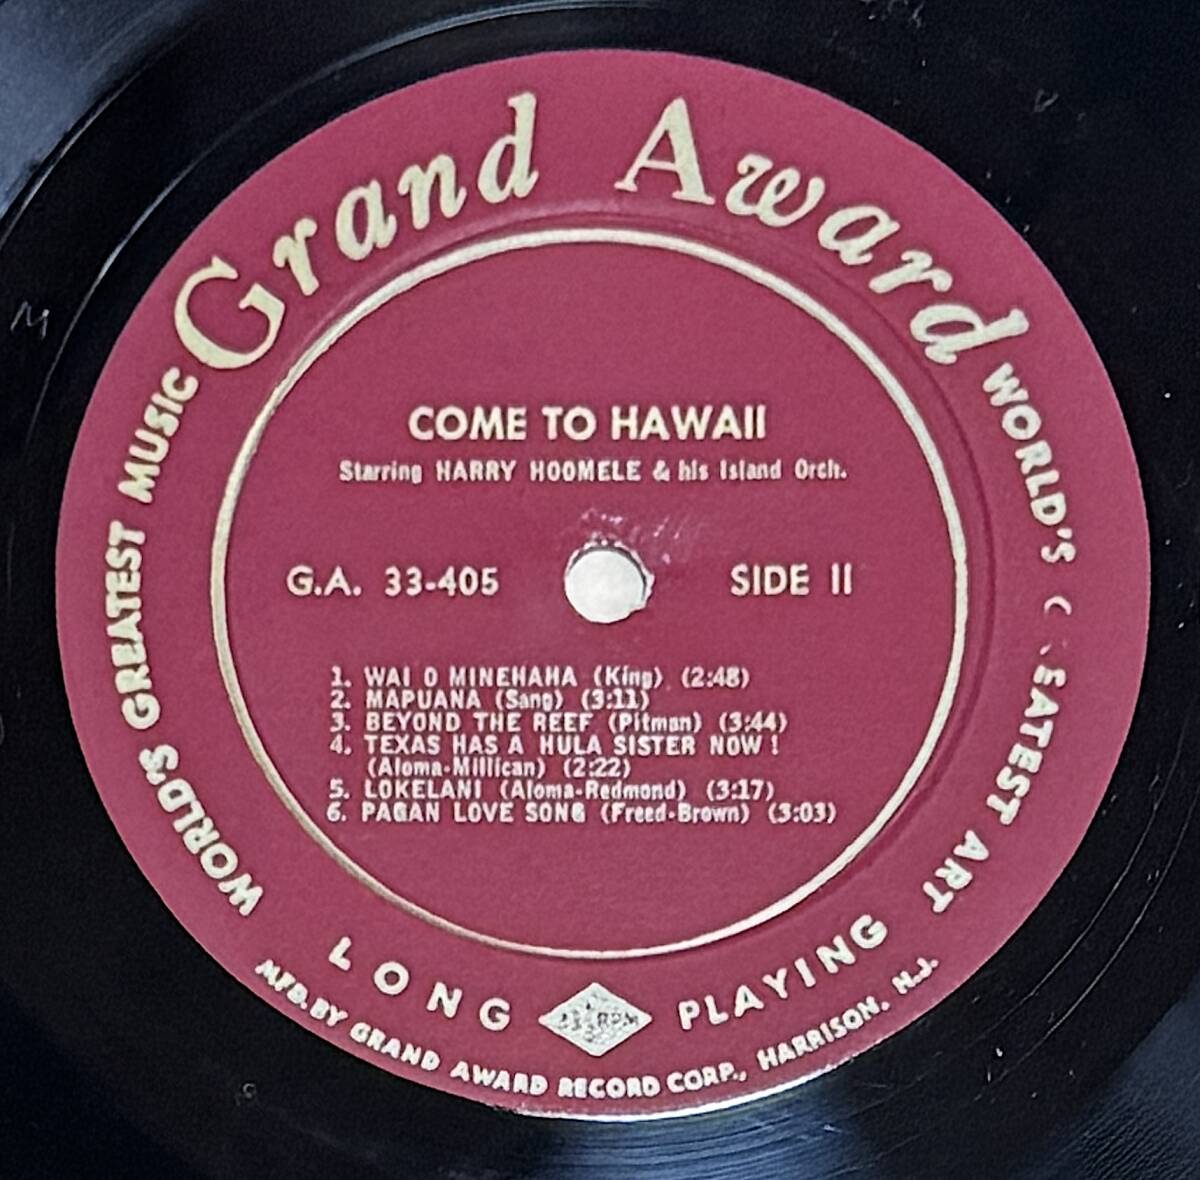 Grand Award
WORLD'S GREATEST MUSIC
WORLD'S EATEST ART
COME TO HAWAII
Starring HARRY HOOMELE & his Island Orch.
G.A. 33-405
SIDE II
1. WAI O MINEHAHA (King) (2:48)
2. MAPUANA (Sang) (3:11)
3. BEYOND THE REEF (Pitman) (3:44)
4. TEXAS HAS A HULA SISTER NOW!
(Aloma-Millican) (2:22)
5. LOKELANI (Aloma-Redmond) (3:17)
6. PAGAN LOVE SONG (Freed-Brown) (3:03)
LONG PLAYING
MFD. BY GRAND AWARD RECORD CORP., HARRISON, N.J.